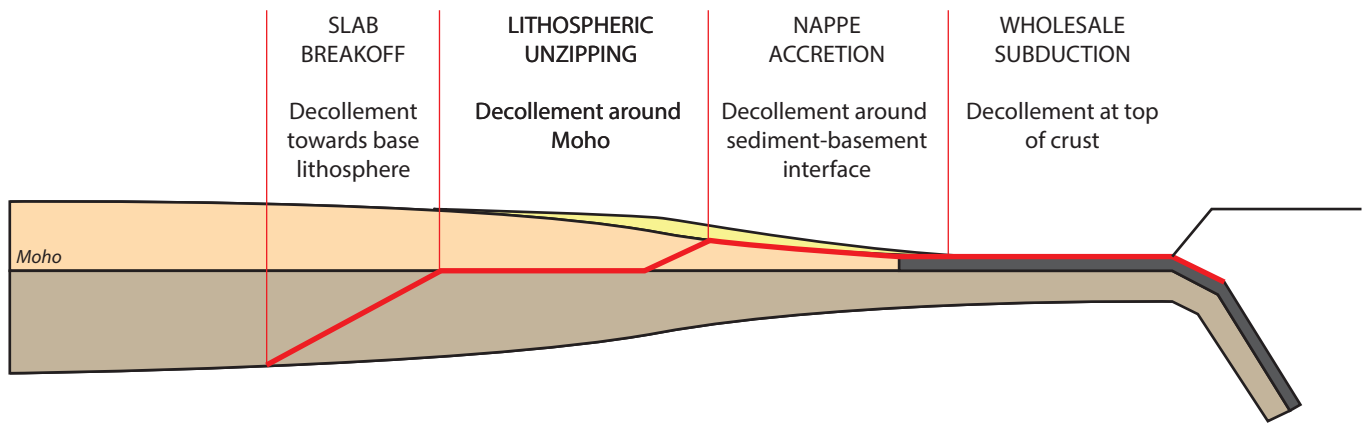 SLAB
BREAKOFF
Decollement
towards base
lithosphere
LITHOSPHERIC
UNZIPPING
Decollement around
Moho
NAPPE
ACCRETION
Decollement around
sediment-basement
interface
WHOLESALE
SUBDUCTION
Decollement at top
of crust
Moho